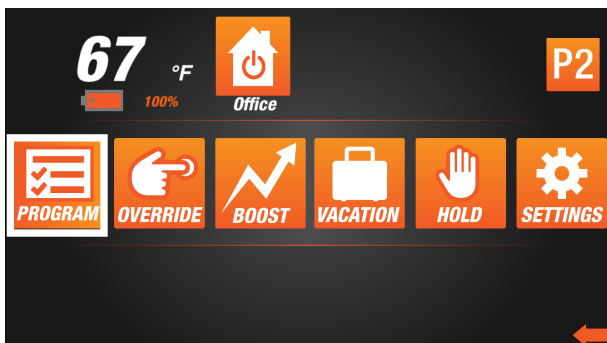 67 °F
P2
100%
Office
PROGRAM OVERRIDE BOOST VACATION HOLD SETTINGS